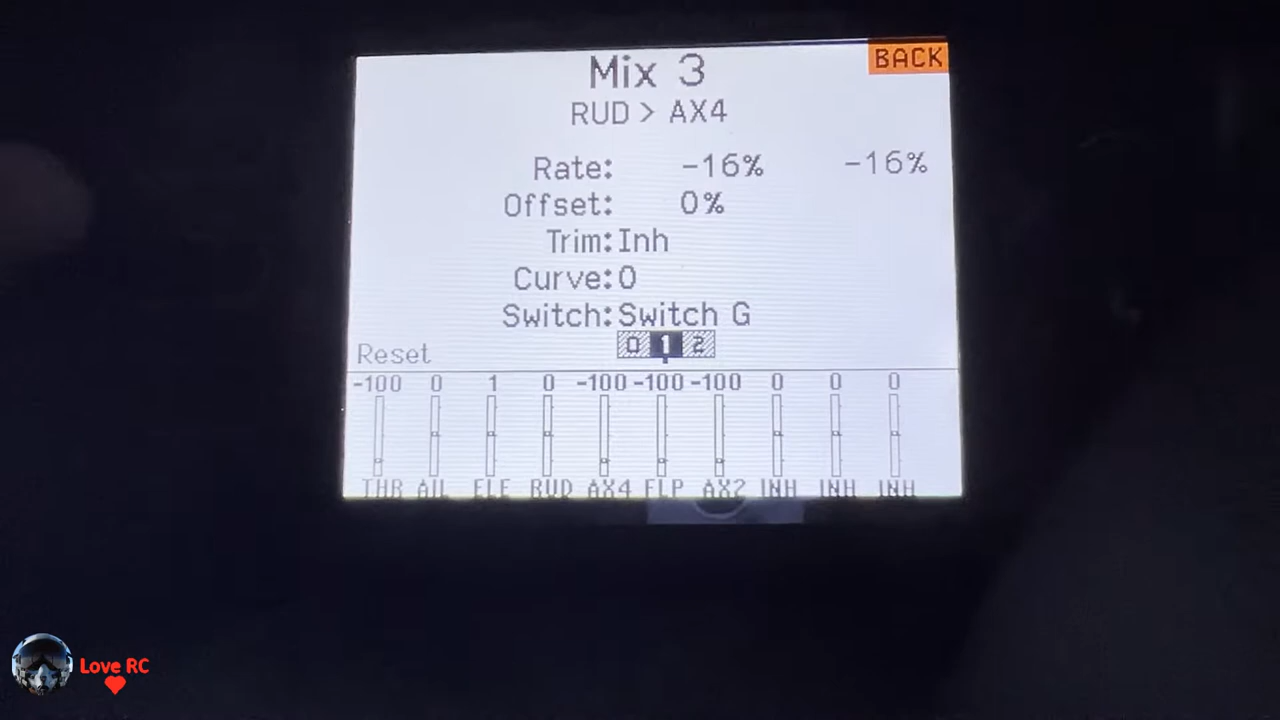 Mix 3
BACK
RUD > AX4
Rate: -16% -16%
Offset: 0%
Trim: Inh
Curve: 0
Switch: Switch G
0 1 2
Reset
-100 0 1 0 -100 -100 -100 0 0 0
THR AIL ELE RUD AX4 FLP AX2 INH INH INH
Love RC